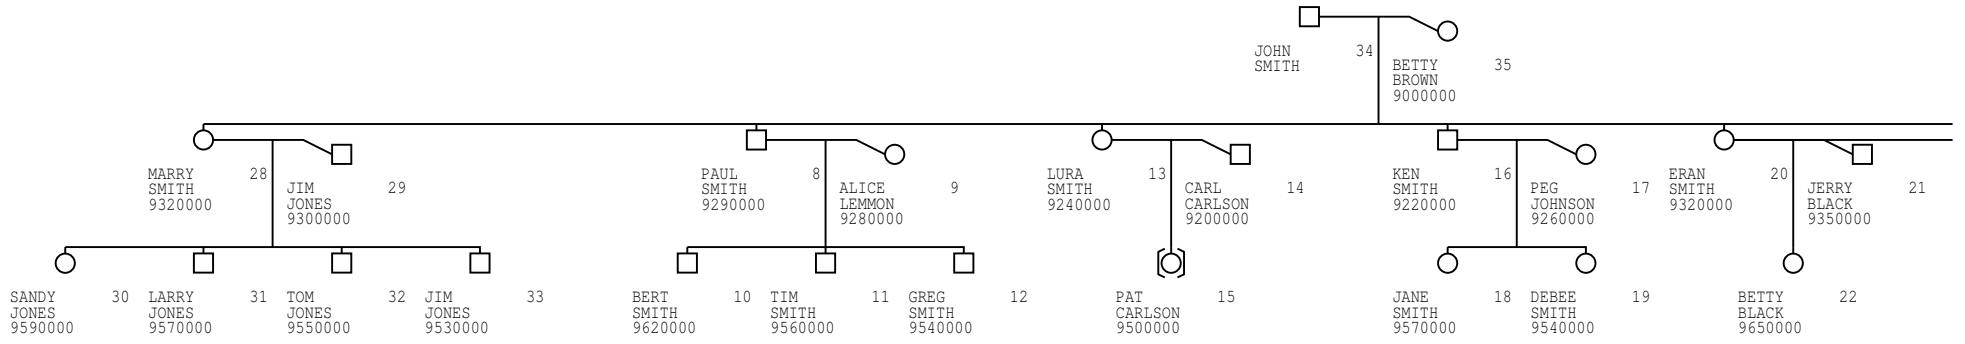 JOHN 34
SMITH
BETTY 35
BROWN
9000000
MARRY 28
SMITH
9320000
JIM 29
JONES
9300000
PAUL 8
SMITH
9290000
ALICE 9
LEMMON
9280000
LURA 13
SMITH
9240000
CARL 14
CARLSON
9200000
KEN 16
SMITH
9220000
PEG 17
JOHNSON
9260000
ERAN 20
SMITH
9320000
JERRY 21
BLACK
9350000
SANDY 30
JONES
9590000
LARRY 31
JONES
9570000
TOM 32
JONES
9550000
JIM 33
JONES
9530000
BERT 10
SMITH
9620000
TIM 11
SMITH
9560000
GREG 12
SMITH
9540000
PAT 15
CARLSON
9500000
JANE 18
SMITH
9570000
DEBEE 19
SMITH
9540000
BETTY 22
BLACK
9650000